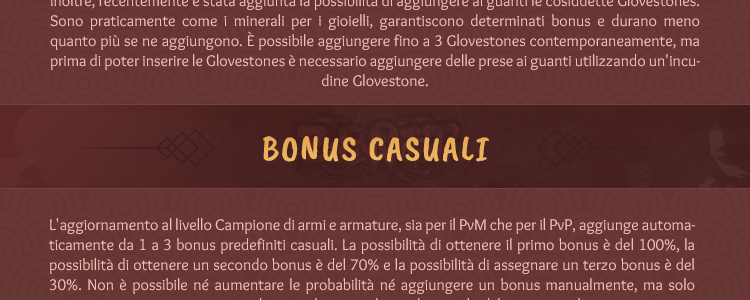 Inoltre, recentemente è stata aggiunta la possibilità di aggiungere ai guanti le cosiddette Glovestones.
Sono praticamente come i minerali per i gioielli, garantiscono determinati bonus e durano meno
quanto più se ne aggiungono. È possibile aggiungere fino a 3 Glovestones contemporaneamente, ma
prima di poter inserire le Glovestones è necessario aggiungere delle prese ai guanti utilizzando un'incu-
dine Glovestone.
BONUS CASUALI
L'aggiornamento al livello Campione di armi e armature, sia per il PvM che per il PvP, aggiunge automa-
ticamente da 1 a 3 bonus predefiniti casuali. La possibilità di ottenere il primo bonus è del 100%, la
possibilità di ottenere un secondo bonus è del 70% e la possibilità di assegnare un terzo bonus è del
30%. Non è possibile né aumentare le probabilità né aggiungere un bonus manualmente, ma solo